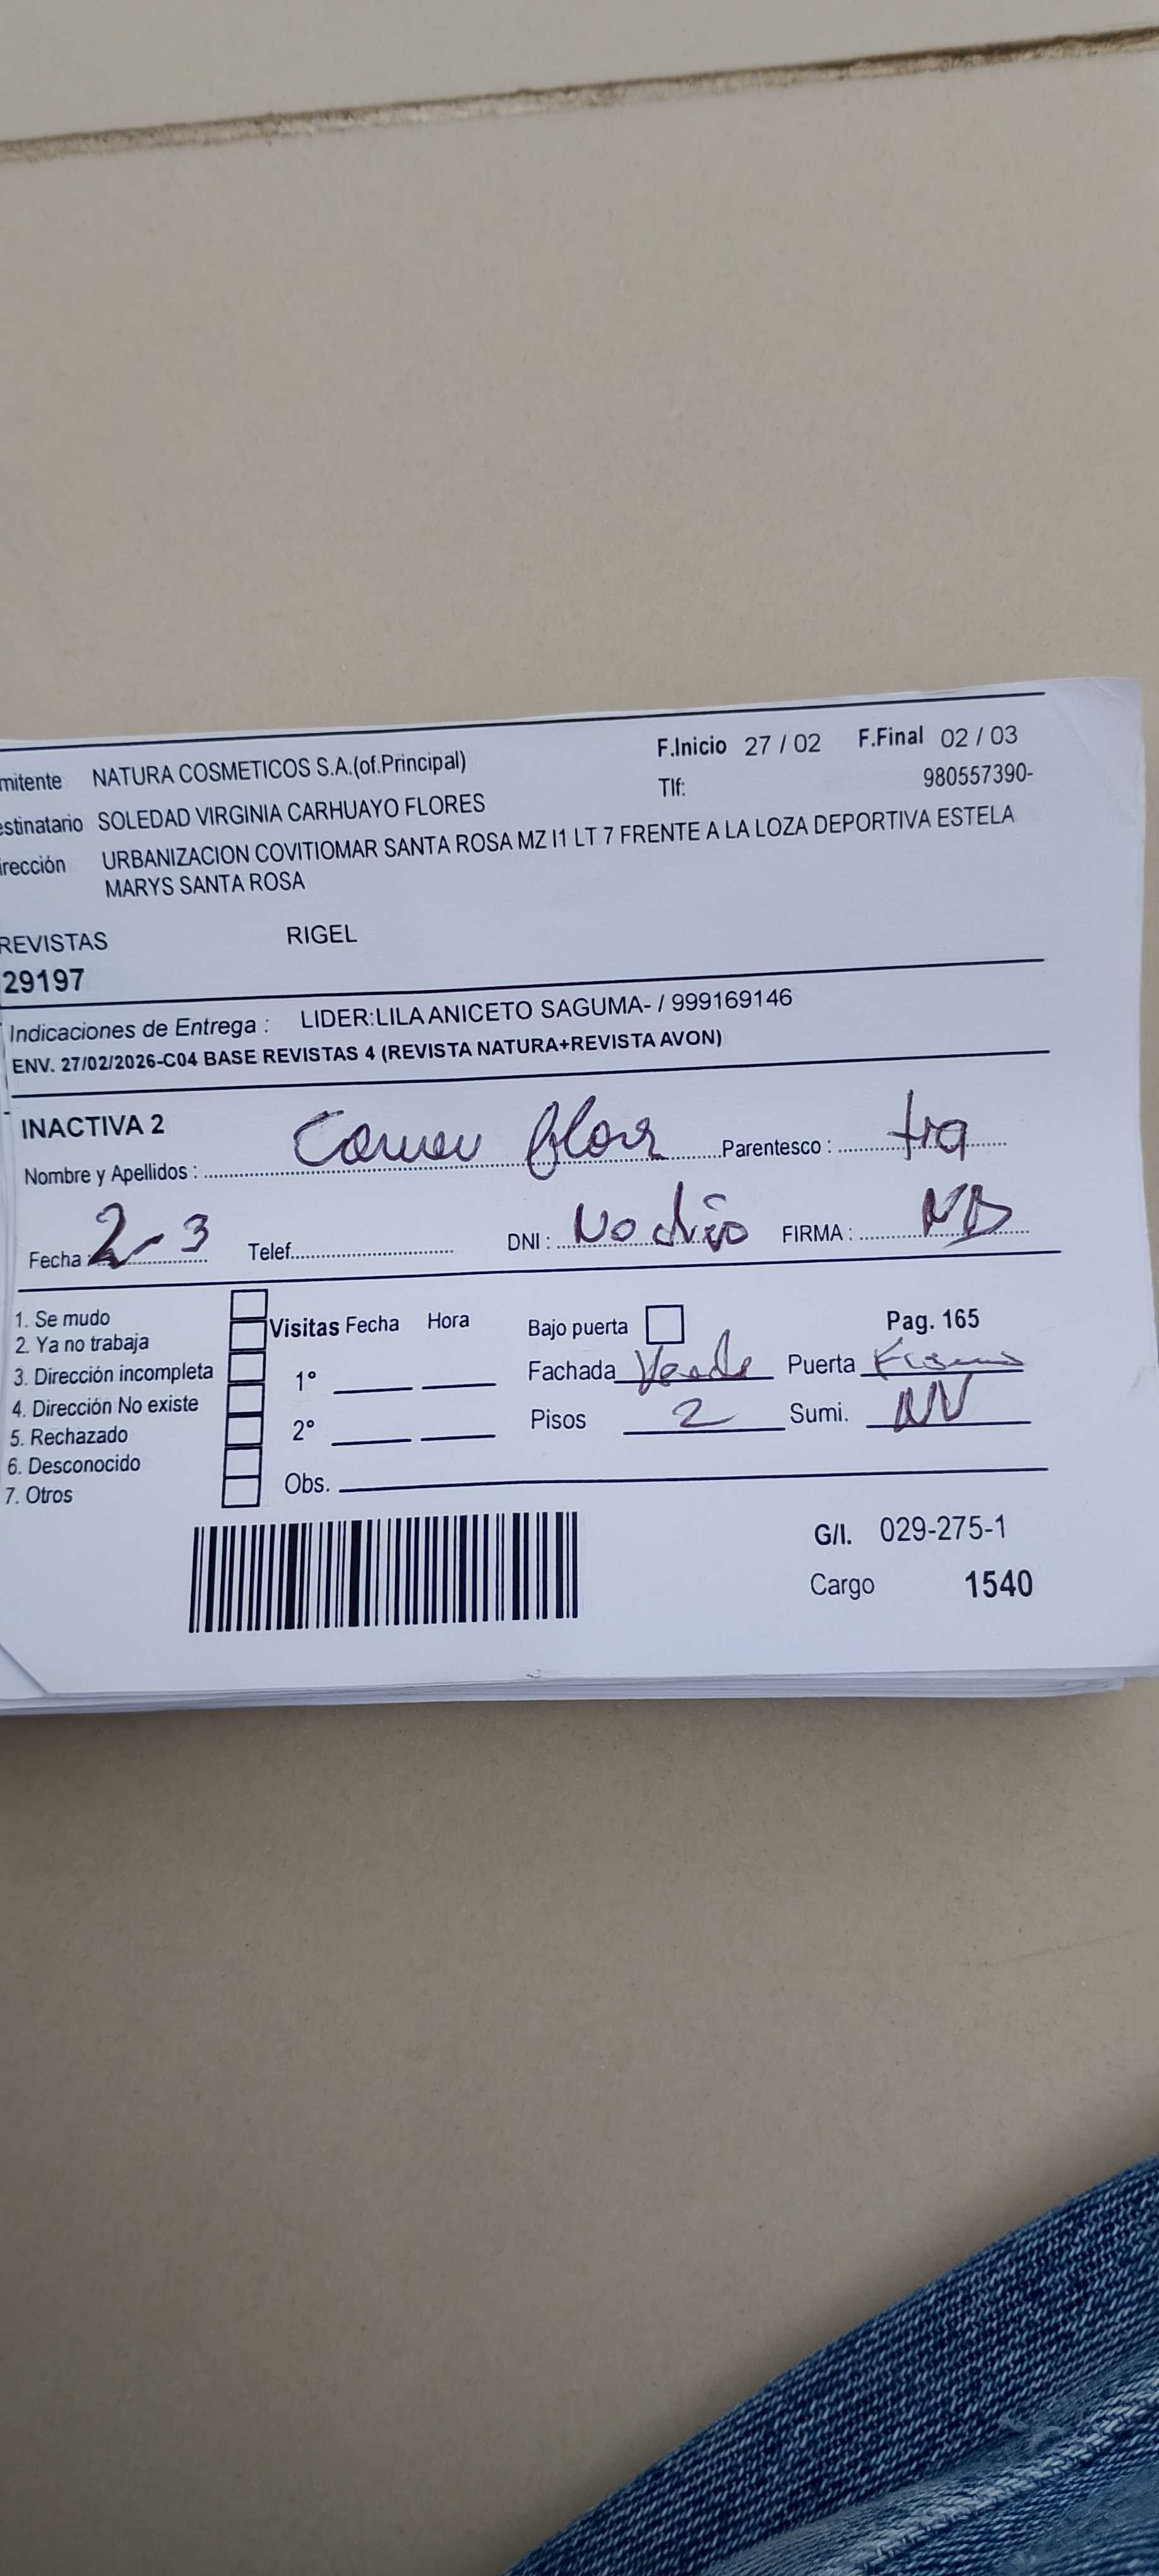 mitente NATURA COSMETICOS S.A.(of.Principal) F.Inicio 27 / 02 F.Final 02 / 03
estinatario SOLEDAD VIRGINIA CARHUAYO FLORES Tlf: 980557390-
irección URBANIZACION COVITIOMAR SANTA ROSA MZ I1 LT 7 FRENTE A LA LOZA DEPORTIVA ESTELA
MARYS SANTA ROSA
REVISTAS RIGEL
29197
Indicaciones de Entrega : LIDER:LILA ANICETO SAGUMA- / 999169146
ENV. 27/02/2026-C04 BASE REVISTAS 4 (REVISTA NATURA+REVISTA AVON)
INACTIVA 2
Nombre y Apellidos : Parentesco : tia
Fecha 2-3 Telef. DNI : No dijo FIRMA :
1. Se mudo
2. Ya no trabaja
3. Dirección incompleta
4. Dirección No existe
5. Rechazado
6. Desconocido
7. Otros
Visitas Fecha Hora
1°
2°
Obs.
Bajo puerta Pag. 165
Fachada Verde Puerta
Pisos 2 Sumi. NV
G/I. 029-275-1
Cargo 1540